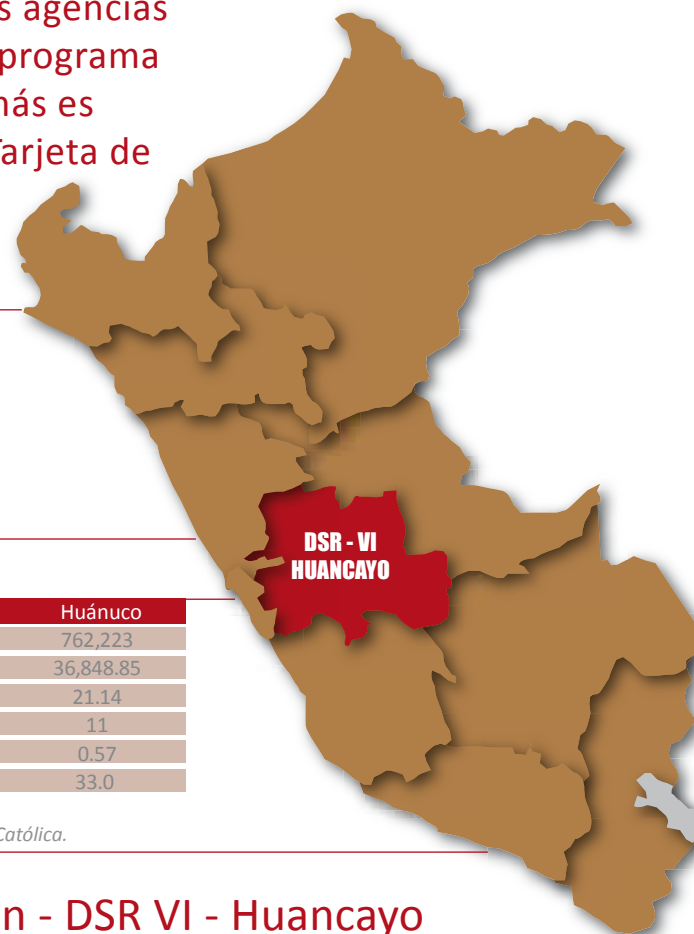 s agencias
programa
más es
Tarjeta de
DSR - VI
HUANCAYO
Huánuco
762,223
36,848.85
21.14
11
0.57
33.0
Católica.
n - DSR VI - Huancayo